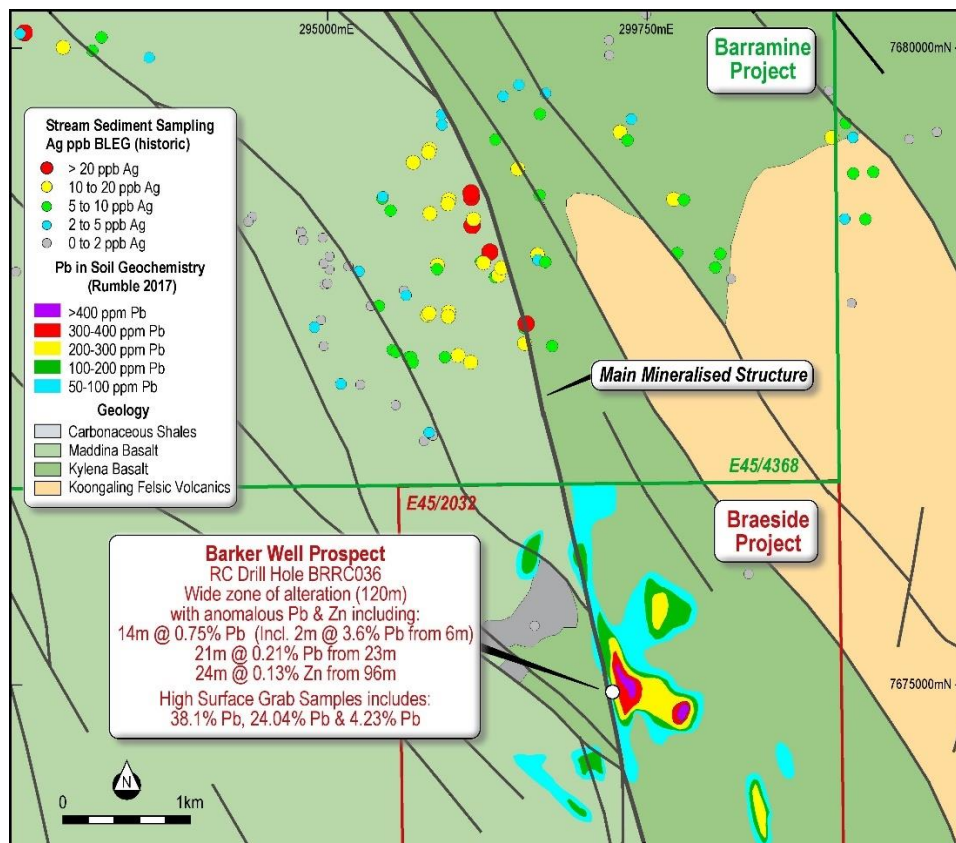 295000mE
299750mE
7680000mN
Barramine
Project
Stream Sediment Sampling
Ag ppb BLEG (historic)
> 20 ppb Ag
10 to 20 ppb Ag
5 to 10 ppb Ag
2 to 5 ppb Ag
0 to 2 ppb Ag
Pb in Soil Geochemistry
(Rumble 2017)
>400 ppm Pb
300-400 ppm Pb
200-300 ppm Pb
100-200 ppm Pb
50-100 ppm Pb
Geology
Carbonaceous Shales
Maddina Basalt
Kylena Basalt
Koongaling Felsic Volcanics
Main Mineralised Structure
E45/4368
E45/2032
Braeside
Project
Barker Well Prospect
RC Drill Hole BRRC036
Wide zone of alteration (120m)
with anomalous Pb & Zn including:
14m @ 0.75% Pb (Incl. 2m @ 3.6% Pb from 6m)
21m @ 0.21% Pb from 23m
24m @ 0.13% Zn from 96m
High Surface Grab Samples includes:
38.1% Pb, 24.04% Pb & 4.23% Pb
7675000mN
N
0 1km